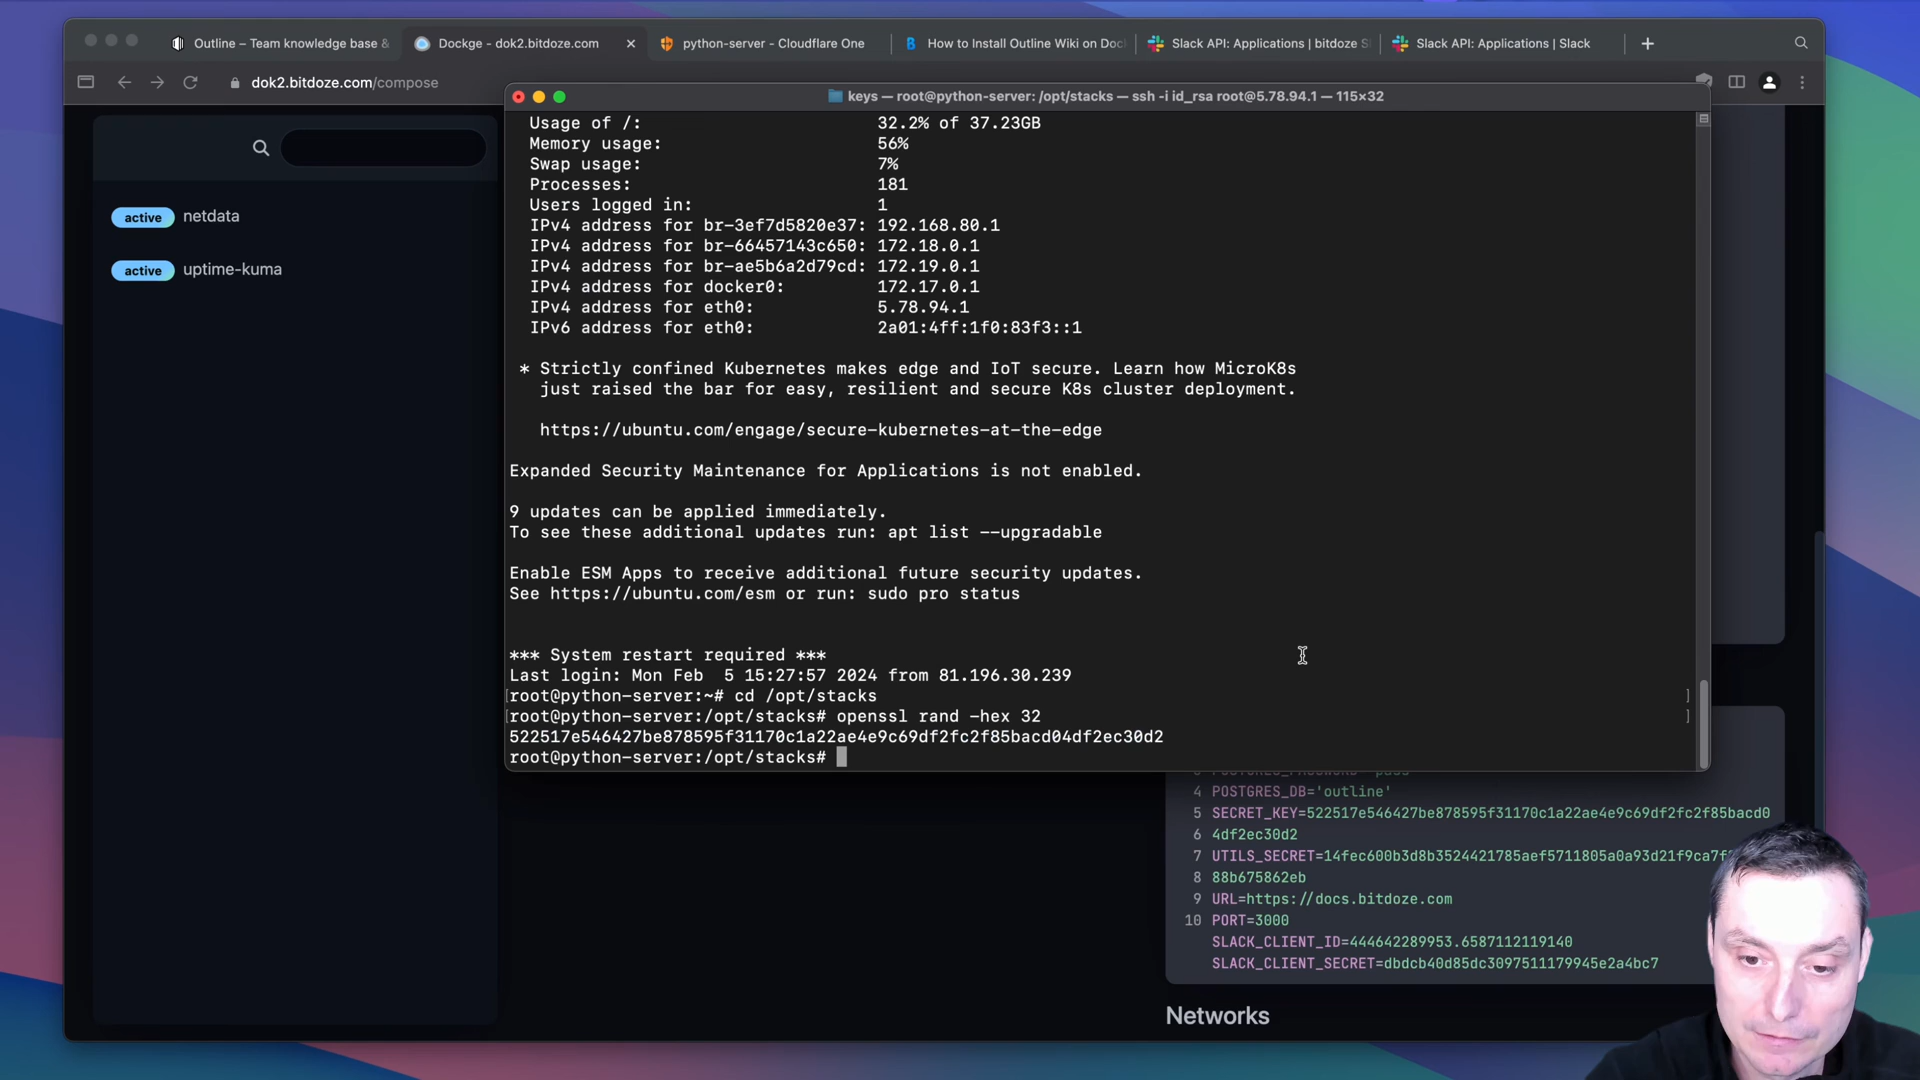 Outline – Team knowledge base &
Dockge - dok2.bitdoze.com
python-server - Cloudflare One
How to Install Outline Wiki on Doc
Slack API: Applications | bitdoze S
Slack API: Applications | Slack
dok2.bitdoze.com/compose
keys — root@python-server: /opt/stacks — ssh -i id_rsa root@5.78.94.1 — 115×32
active netdata
active uptime-kuma
Usage of /: 32.2% of 37.23GB
Memory usage: 56%
Swap usage: 7%
Processes: 181
Users logged in: 1
IPv4 address for br-3ef7d5820e37: 192.168.80.1
IPv4 address for br-66457143c650: 172.18.0.1
IPv4 address for br-ae5b6a2d79cd: 172.19.0.1
IPv4 address for docker0: 172.17.0.1
IPv4 address for eth0: 5.78.94.1
IPv6 address for eth0: 2a01:4ff:1f0:83f3::1
* Strictly confined Kubernetes makes edge and IoT secure. Learn how MicroK8s
just raised the bar for easy, resilient and secure K8s cluster deployment.
https://ubuntu.com/engage/secure-kubernetes-at-the-edge
Expanded Security Maintenance for Applications is not enabled.
9 updates can be applied immediately.
To see these additional updates run: apt list --upgradable
Enable ESM Apps to receive additional future security updates.
See https://ubuntu.com/esm or run: sudo pro status
*** System restart required ***
Last login: Mon Feb  5 15:27:57 2024 from 81.196.30.239
[root@python-server:~# cd /opt/stacks ]
[root@python-server:/opt/stacks# openssl rand -hex 32 ]
522517e546427be878595f31170c1a22ae4e9c69df2fc2f85bacd04df2ec30d2
root@python-server:/opt/stacks#
4 POSTGRES_DB='outline'
5 SECRET_KEY=522517e546427be878595f31170c1a22ae4e9c69df2fc2f85bacd0
6 4df2ec30d2
7 UTILS_SECRET=14fec600b3d8b3524421785aef5711805a0a93d21f9ca7f
8 88b675862eb
9 URL=https://docs.bitdoze.com
10 PORT=3000
SLACK_CLIENT_ID=444642289953.6587112119140
SLACK_CLIENT_SECRET=dbdcb40d85dc3097511179945e2a4bc7
Networks